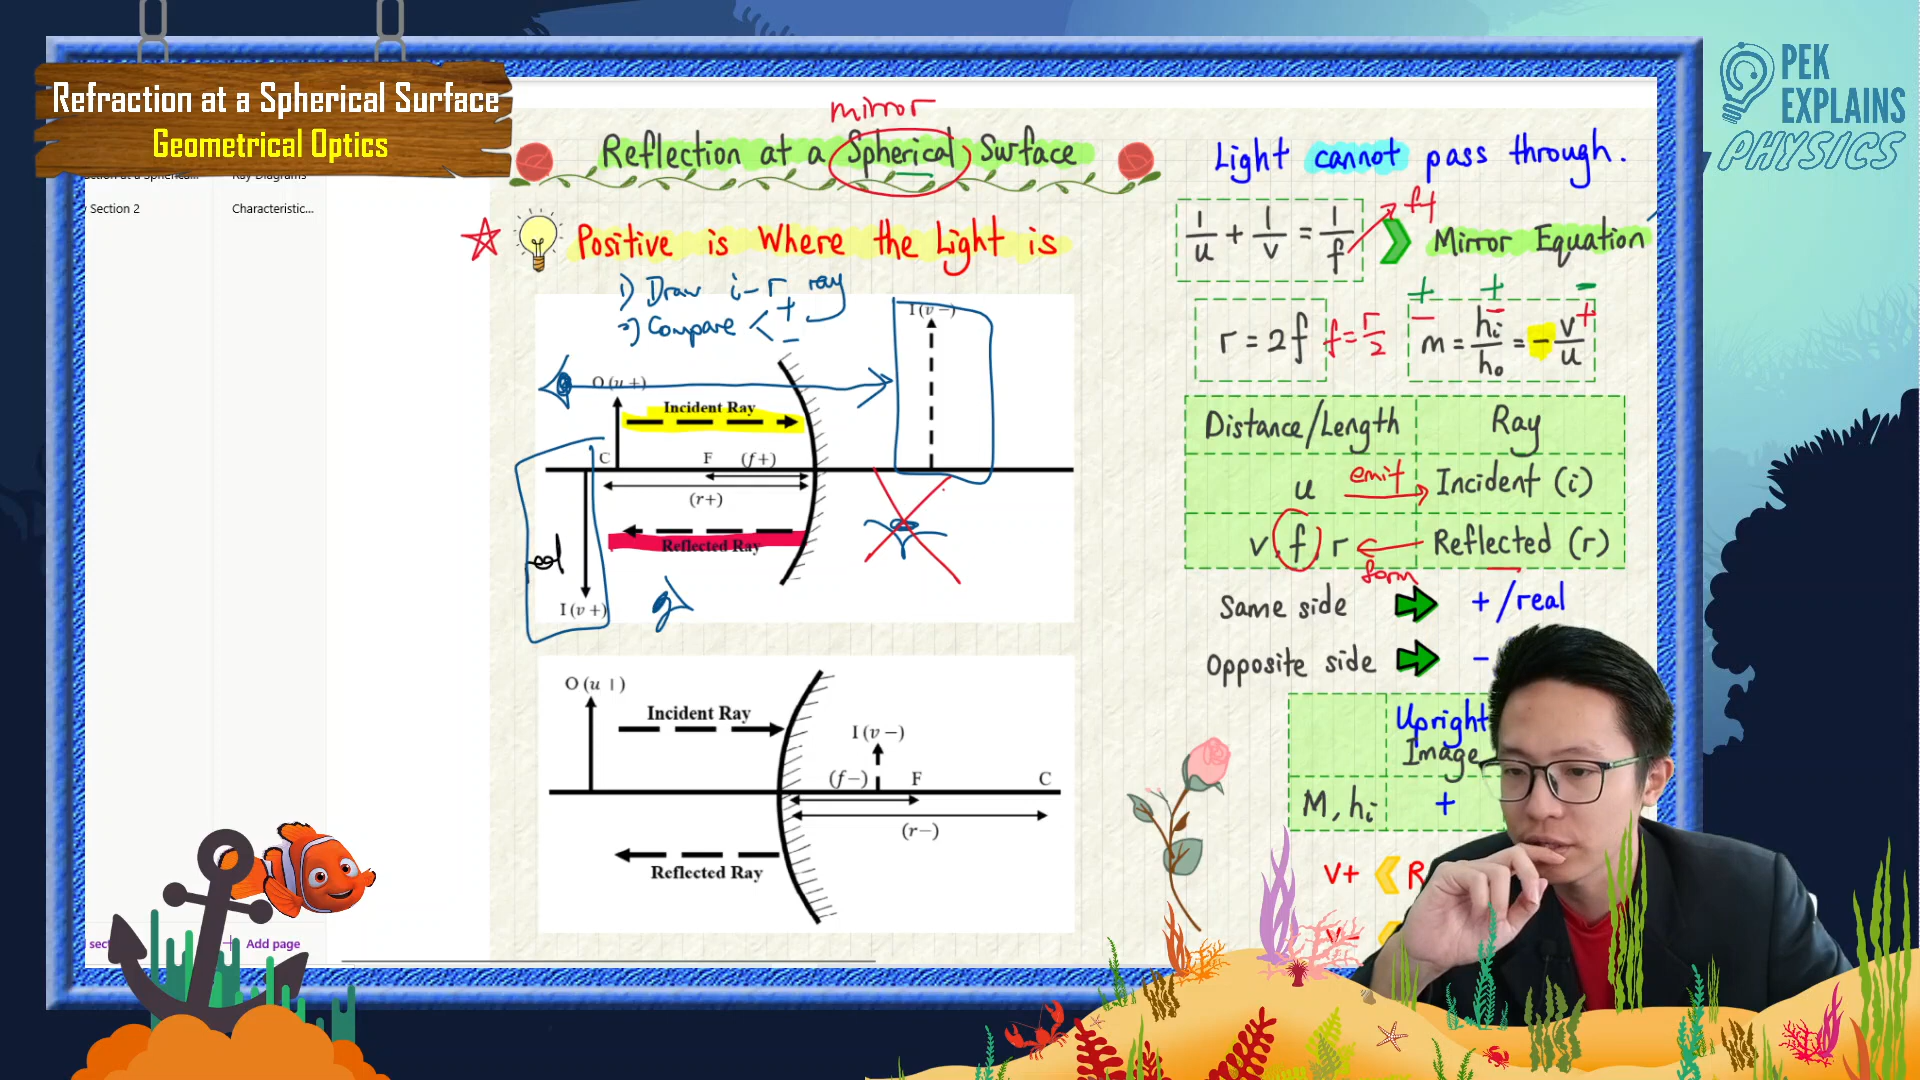 Refraction at a Spherical Surface
Geometrical Optics
PEK
EXPLAINS
PHYSICS
Section 2
Ray Diagrams
Characteristic...
Add page
mirror
Reflection at a Spherical Surface
Positive is Where the Light is
1) Draw i - r ray
2) Compare < + -
I (v −)
O (u +)
Incident Ray
C F (f+)
(r+)
Reflected Ray
I (v +)
O (u
Incident Ray
I (v −)
(f−) F C
(r−)
Reflected Ray
Light cannot pass through.
1/u + 1/v = 1/f
f+
Mirror Equation
r = 2f
f = r/2
+ + -
- - +
m = hi/ho = - v/u
Distance/Length Ray
u emit Incident (i)
v, f, r form Reflected (r)
Same side + / real
Opposite side -
Upright
Image
M, hi +
V+ R
V-